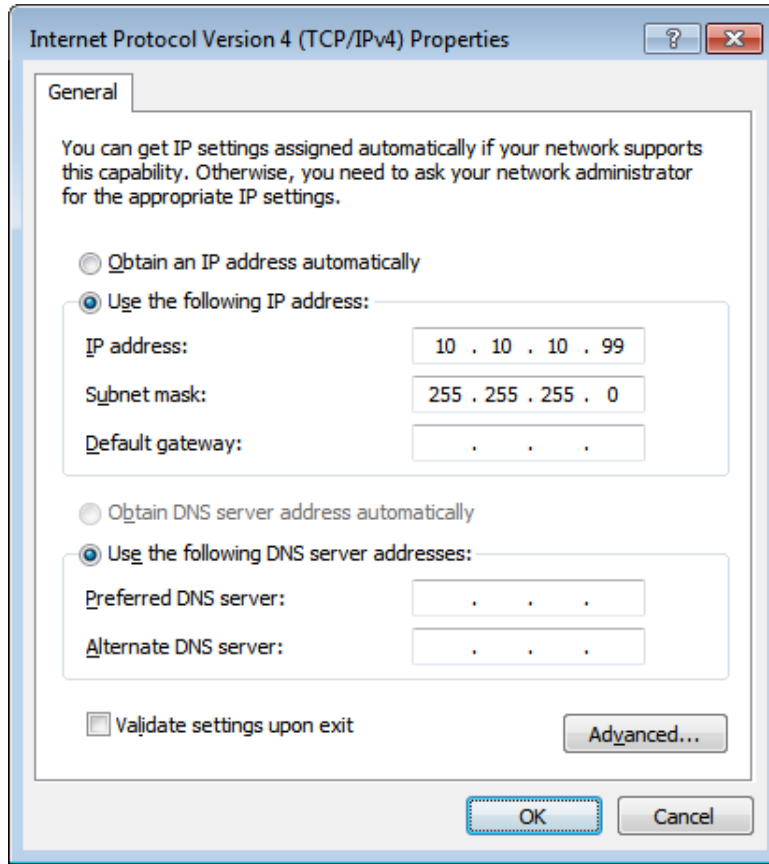 Internet Protocol Version 4 (TCP/IPv4) Properties
?
General
You can get IP settings assigned automatically if your network supports
this capability. Otherwise, you need to ask your network administrator
for the appropriate IP settings.
Obtain an IP address automatically
Use the following IP address:
IP address: 10 . 10 . 10 . 99
Subnet mask: 255 . 255 . 255 . 0
Default gateway: . . .
Obtain DNS server address automatically
Use the following DNS server addresses:
Preferred DNS server: . . .
Alternate DNS server: . . .
Validate settings upon exit
Advanced...
OK Cancel